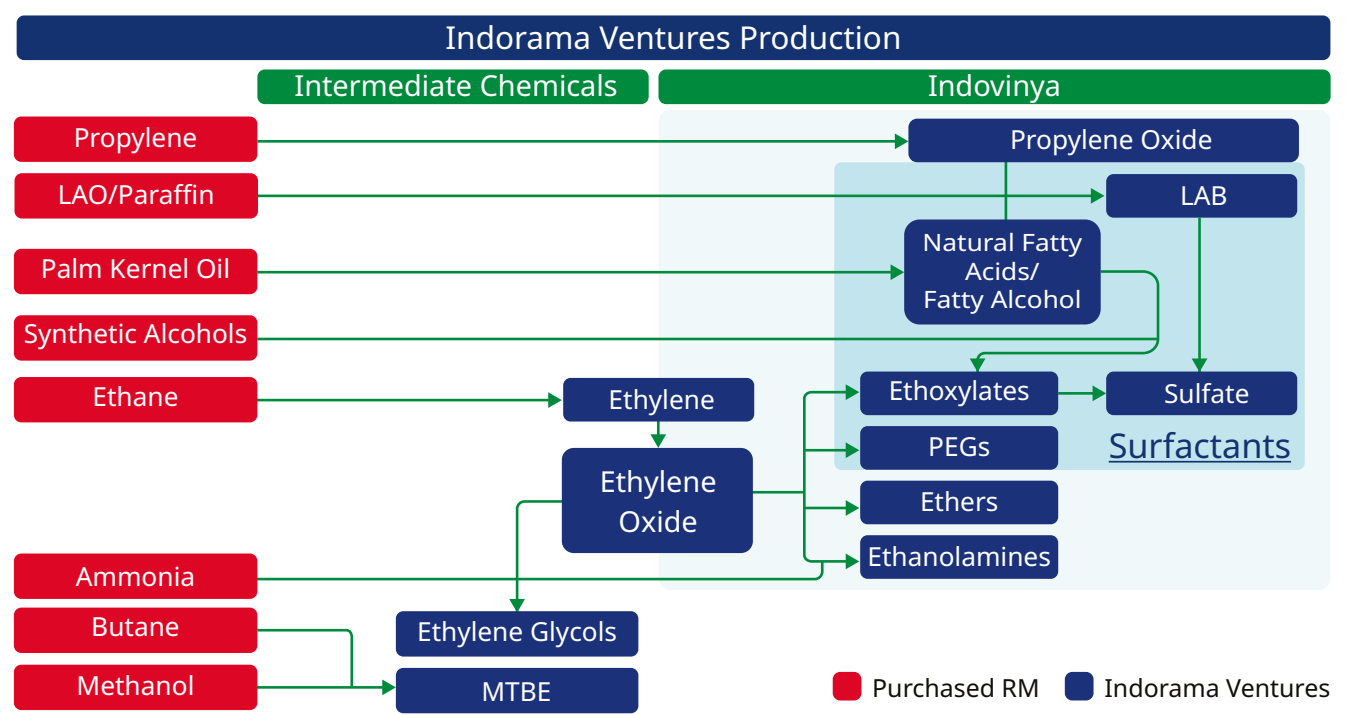 Indorama Ventures Production
Intermediate Chemicals
Indovinya
Propylene
Propylene Oxide
LAO/Paraffin
LAB
Palm Kernel Oil
Natural Fatty
Acids/
Fatty Alcohol
Synthetic Alcohols
Ethane
Ethylene
Ethoxylates
Sulfate
PEGs
Surfactants
Ethylene
Oxide
Ethers
Ethanolamines
Ammonia
Butane
Ethylene Glycols
Methanol
MTBE
Purchased RM
Indorama Ventures